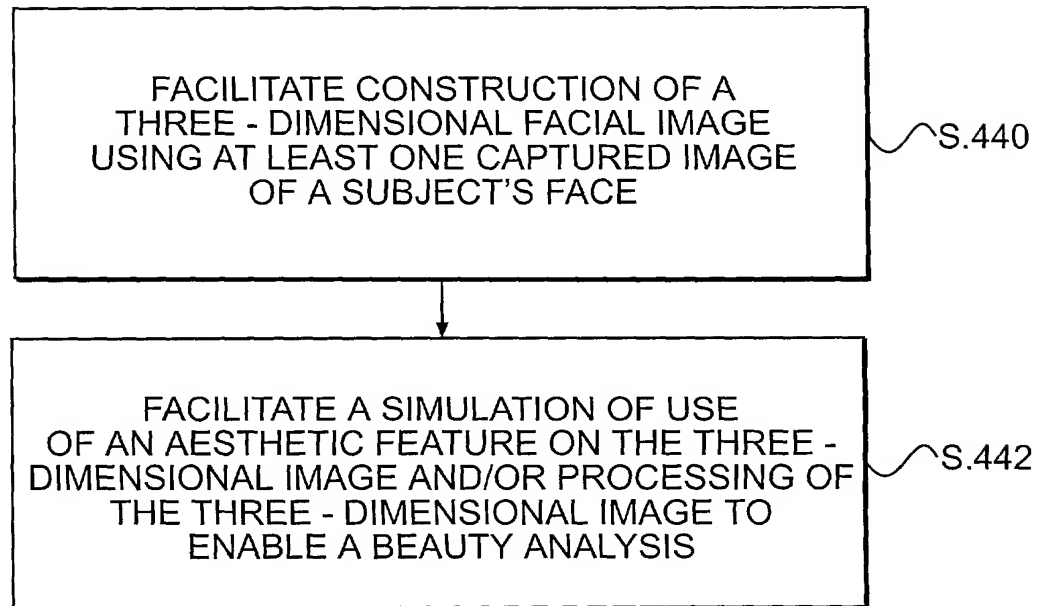 FACILITATE CONSTRUCTION OF A
THREE - DIMENSIONAL FACIAL IMAGE
USING AT LEAST ONE CAPTURED IMAGE
OF A SUBJECT'S FACE
S.440
FACILITATE A SIMULATION OF USE
OF AN AESTHETIC FEATURE ON THE THREE -
DIMENSIONAL IMAGE AND/OR PROCESSING OF
THE THREE - DIMENSIONAL IMAGE TO
ENABLE A BEAUTY ANALYSIS
S.442